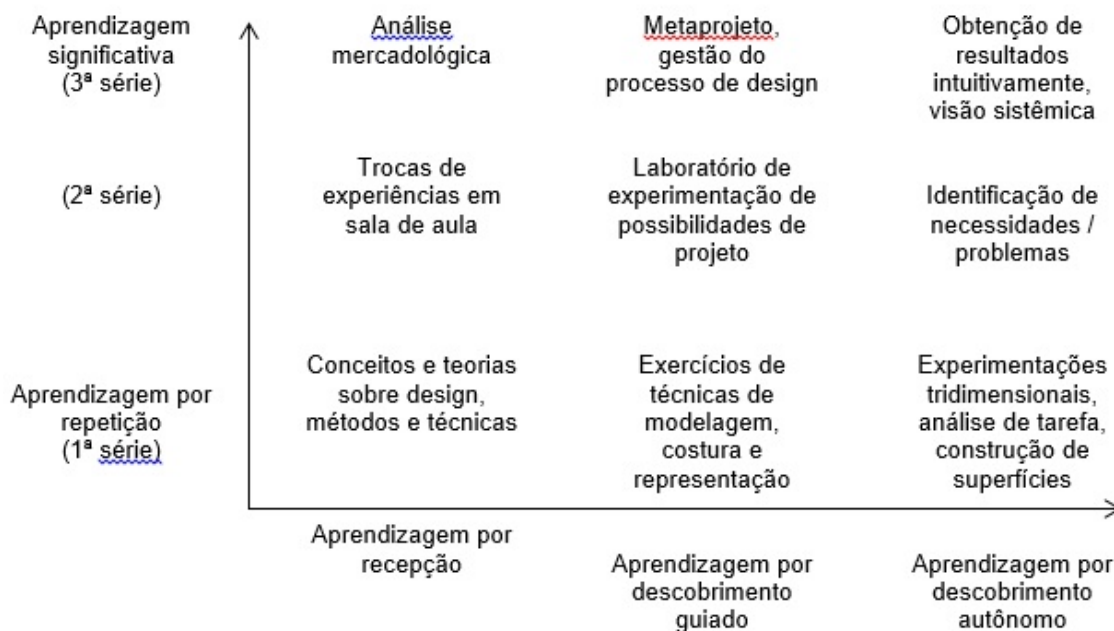 Aprendizagem
significativa
(3ª série)
Análise
mercadológica
Metaprojeto,
gestão do
processo de design
Obtenção de
resultados
intuitivamente,
visão sistêmica
(2ª série)
Trocas de
experiências em
sala de aula
Laboratório de
experimentação de
possibilidades de
projeto
Identificação de
necessidades /
problemas
Aprendizagem por
repetição
(1ª série)
Conceitos e teorias
sobre design,
métodos e técnicas
Exercícios de
técnicas de
modelagem,
costura e
representação
Experimentações
tridimensionais,
análise de tarefa,
construção de
superfícies
Aprendizagem por
recepção
Aprendizagem por
descobrimento
guiado
Aprendizagem por
descobrimento
autônomo